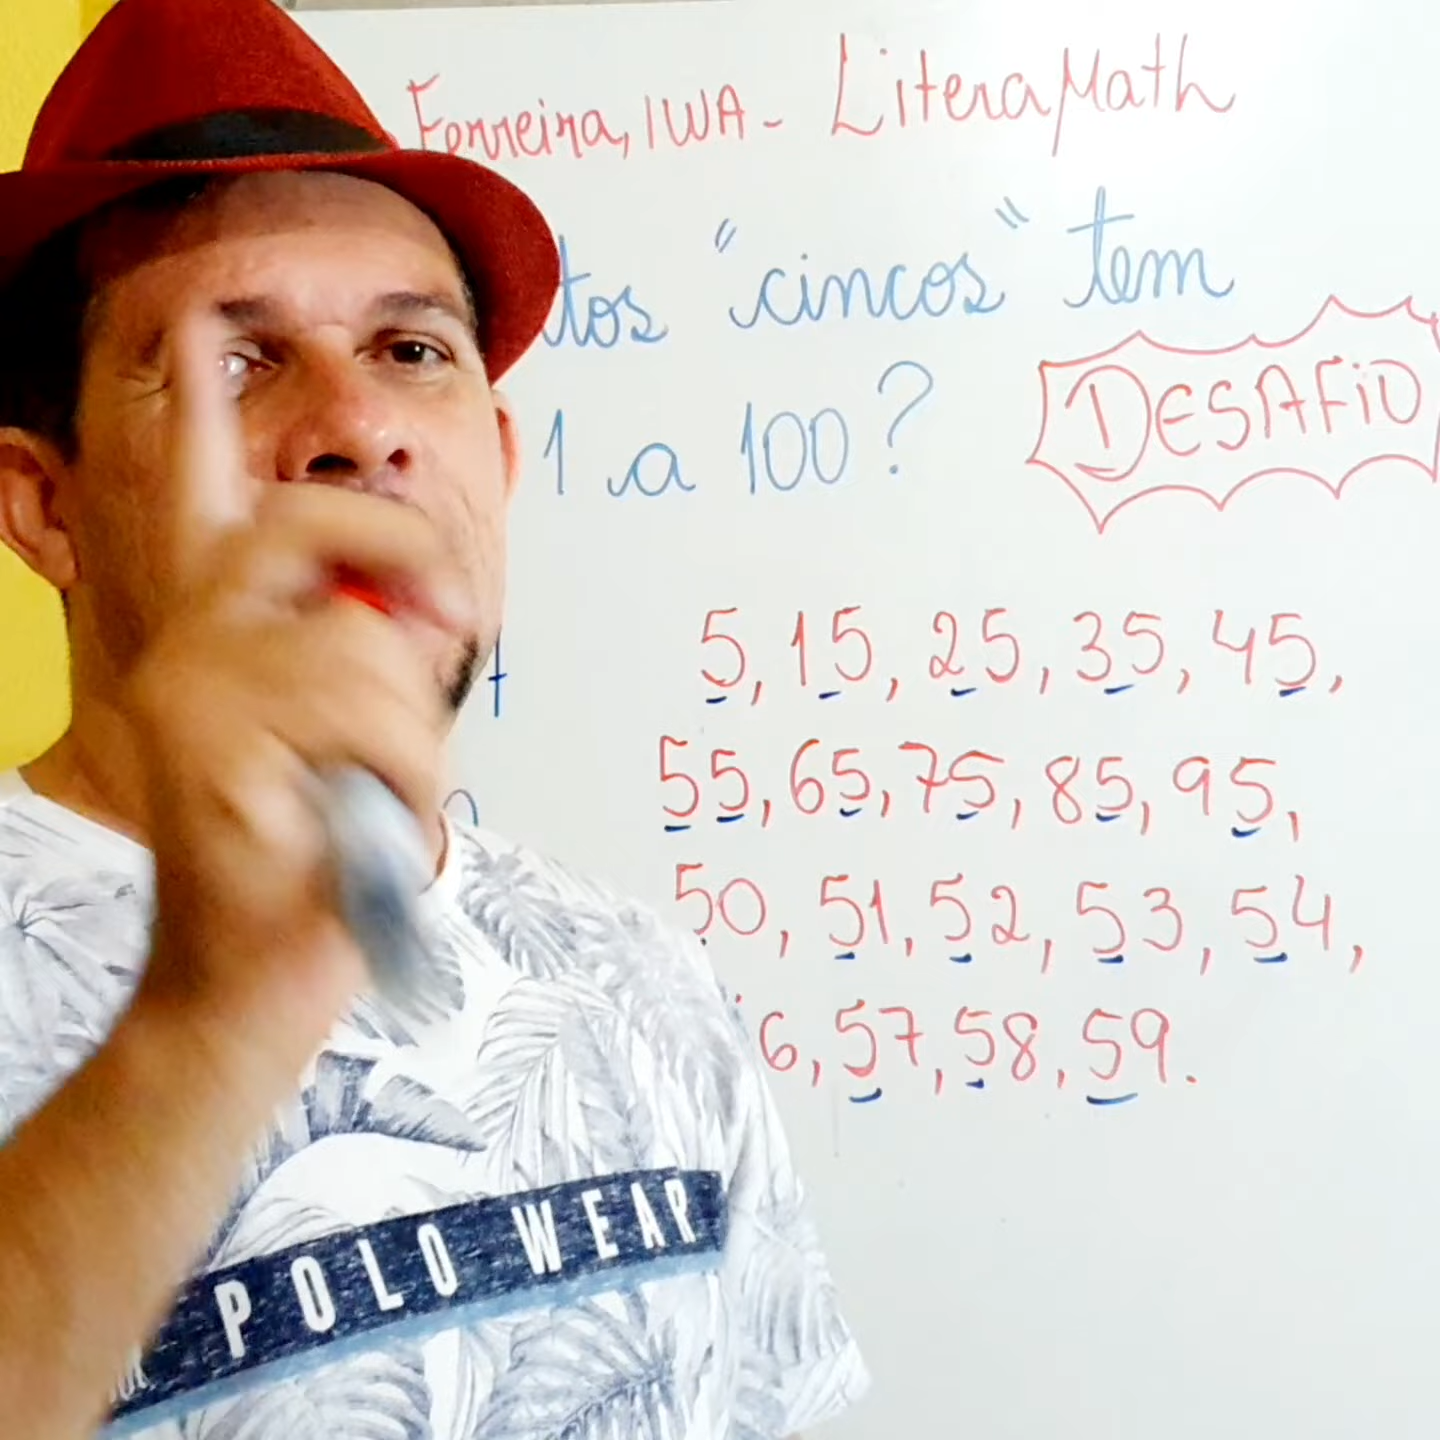 Ferreira, IWA - LiteraMath
tos "cincos" tem
1 a 100?
DESAFiO
5, 15, 25, 35, 45,
55, 65, 75, 85, 95,
50, 51, 52, 53, 54,
6, 57, 58, 59.
POLO WEAR